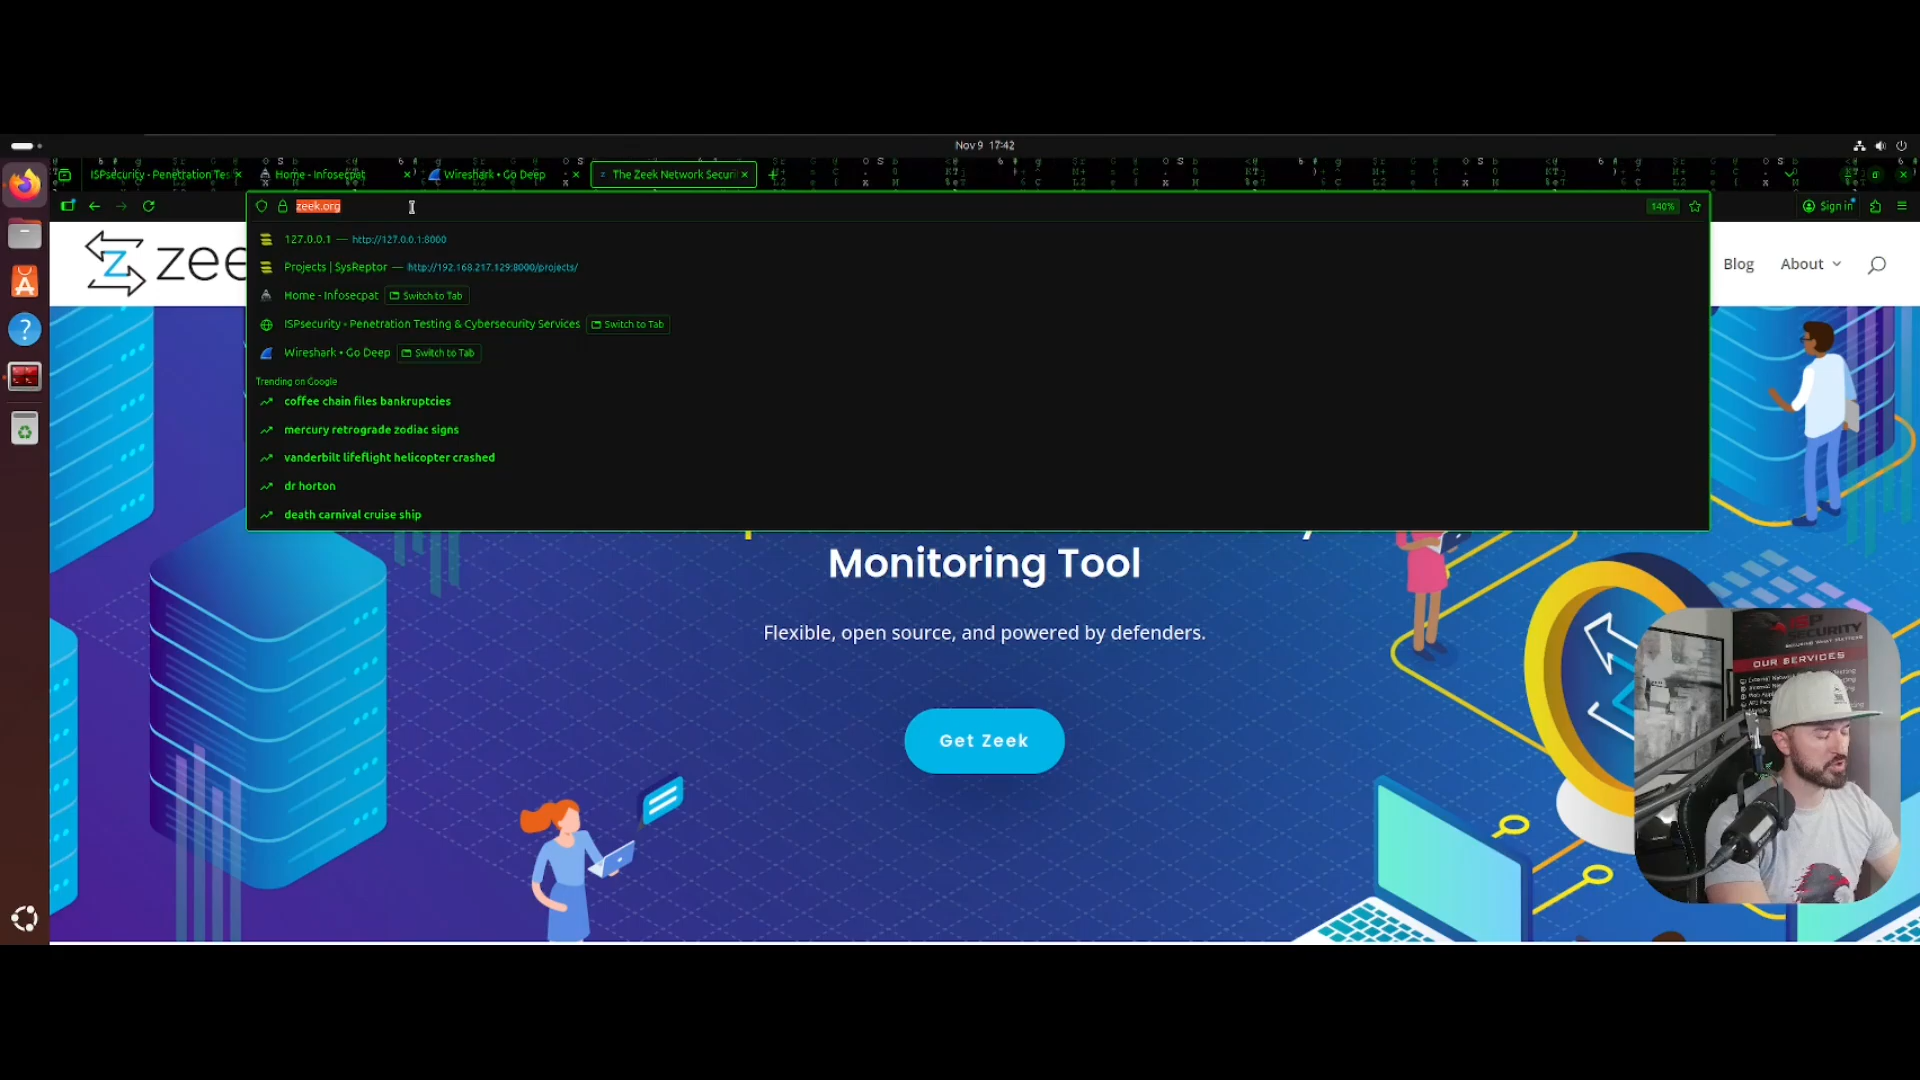 Nov 9 17:42
ISPsecurity - Penetration Tes
Home - Infosecpat
Wireshark • Go Deep
The Zeek Network Securi
zeek.org
140%
Sign in
127.0.0.1 — http://127.0.0.1:8000
Projects | SysReptor — http://192.168.217.129:8000/projects/
Home - Infosecpat Switch to Tab
ISPsecurity - Penetration Testing & Cybersecurity Services Switch to Tab
Wireshark • Go Deep Switch to Tab
Trending on Google
coffee chain files bankruptcies
mercury retrograde zodiac signs
vanderbilt lifeflight helicopter crashed
dr horton
death carnival cruise ship
zee
Blog
About
Monitoring Tool
Flexible, open source, and powered by defenders.
Get Zeek
SECURITY
OUR SERVICES